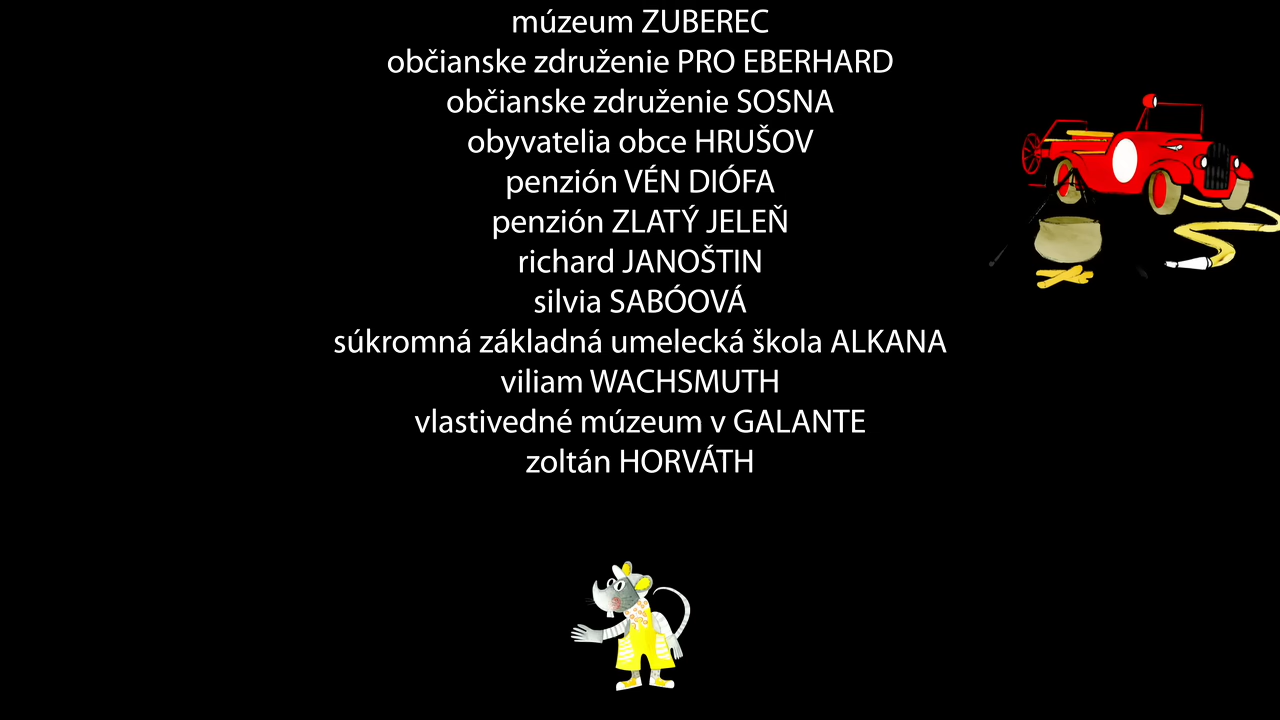 múzeum ZUBEREC
občianske združenie PRO EBERHARD
občianske združenie SOSNA
obyvatelia obce HRUŠOV
penzión VÉN DIÓFA
penzión ZLATÝ JELEŇ
richard JANOŠTIN
silvia SABÓOVÁ
súkromná základná umelecká škola ALKANA
viliam WACHSMUTH
vlastivedné múzeum v GALANTE
zoltán HORVÁTH